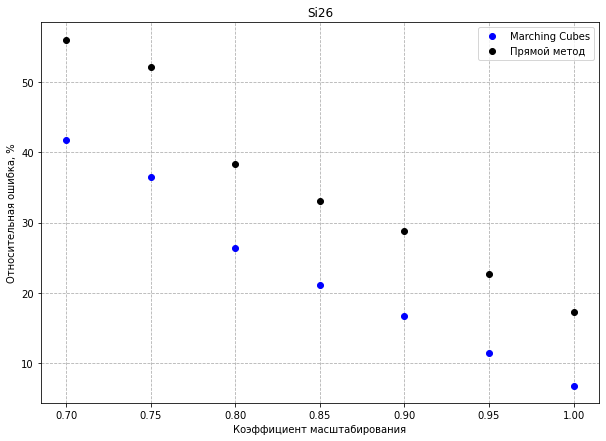 Si26
Marching Cubes
Прямой метод
Относительная ошибка, %
50
40
30
20
10
0.70 0.75 0.80 0.85 0.90 0.95 1.00
Коэффициент масштабирования